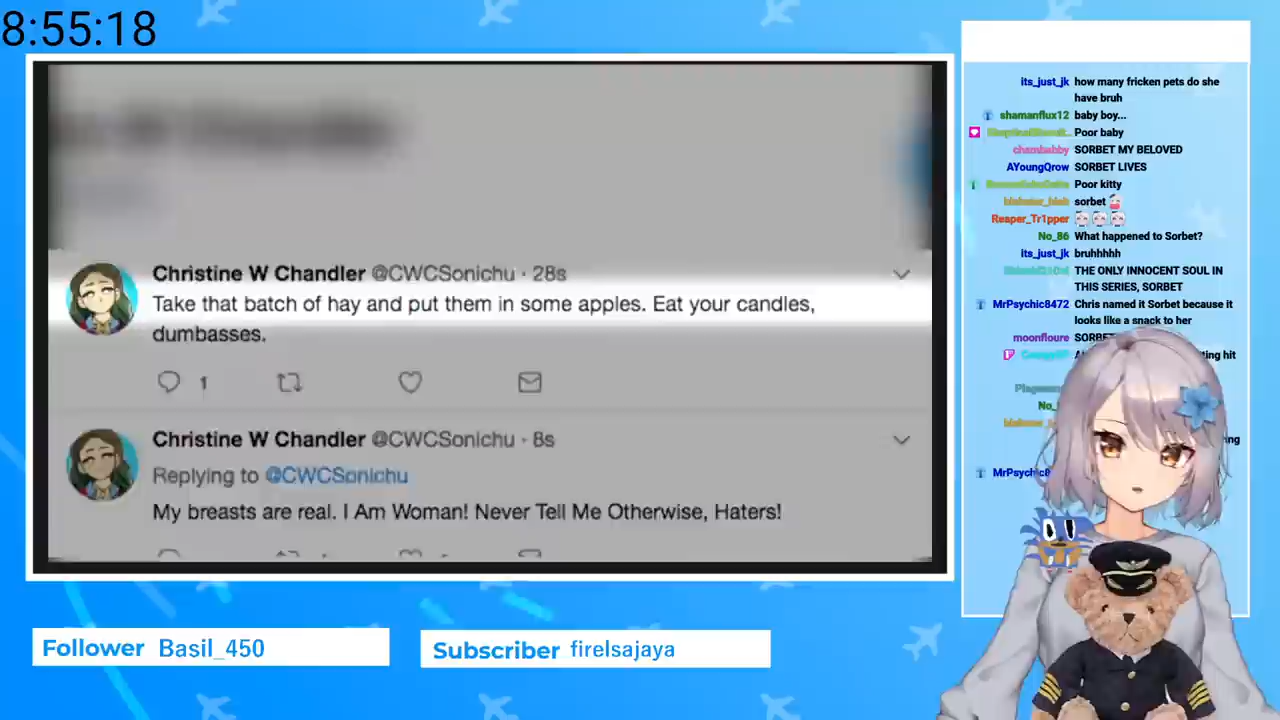 8:55:18
Christine W Chandler @CWCSonichu · 28s
Take that batch of hay and put them in some apples. Eat your candles,
dumbasses.
1
Christine W Chandler @CWCSonichu · 8s
Replying to @CWCSonichu
My breasts are real. I Am Woman! Never Tell Me Otherwise, Haters!
its_just_jk how many fricken pets do she
have bruh
shamanflux12 baby boy...
Poor baby
chambabby SORBET MY BELOVED
AYoungQrow SORBET LIVES
Poor kitty
sorbet
Reaper_Tr1pper
No_86 What happened to Sorbet?
its_just_jk bruhhhhh
THE ONLY INNOCENT SOUL IN
THIS SERIES, SORBET
MrPsychic8472 Chris named it Sorbet because it
looks like a snack to her
moonfloure
hit
Follower Basil_450
Subscriber firelsajaya